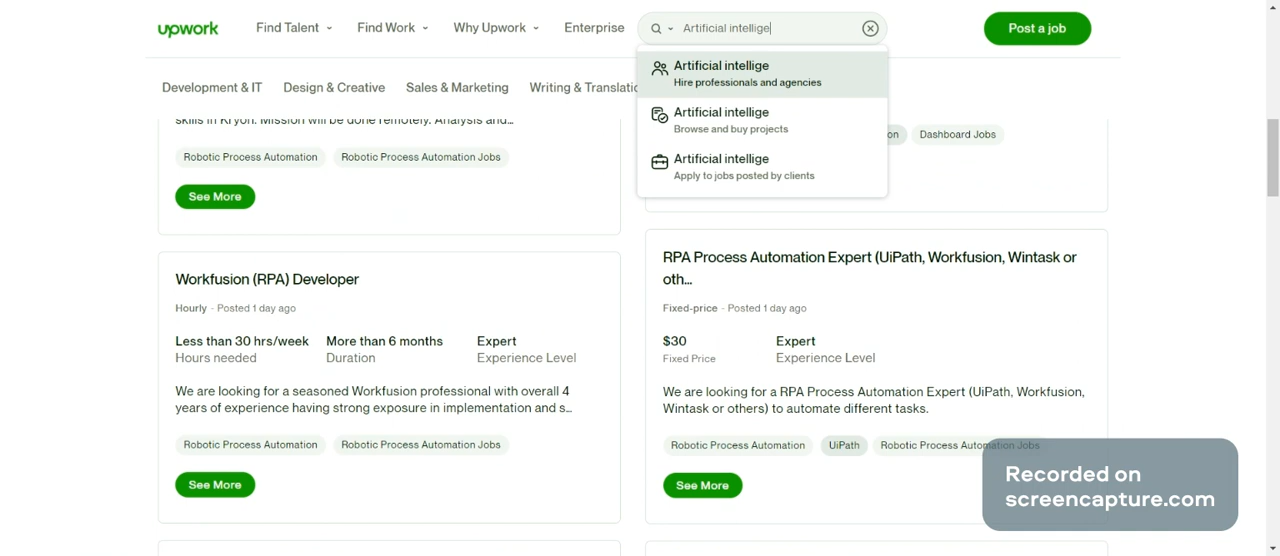 upwork
Find Talent
Find Work
Why Upwork
Enterprise
Artificial intellige
Post a job
Artificial intellige
Hire professionals and agencies
Artificial intellige
Browse and buy projects
Artificial intellige
Apply to jobs posted by clients
Development & IT
Design & Creative
Sales & Marketing
Writing & Translatio
skills in Kryon. Mission will be done remotely. Analysis and...
Robotic Process Automation
Robotic Process Automation Jobs
See More
on
Dashboard Jobs
Workfusion (RPA) Developer
Hourly - Posted 1 day ago
Less than 30 hrs/week
Hours needed
More than 6 months
Duration
Expert
Experience Level
We are looking for a seasoned Workfusion professional with overall 4
years of experience having strong exposure in implementation and s...
Robotic Process Automation
Robotic Process Automation Jobs
See More
RPA Process Automation Expert (UiPath, Workfusion, Wintask or
oth...
Fixed-price - Posted 1 day ago
$30
Fixed Price
Expert
Experience Level
We are looking for a RPA Process Automation Expert (UiPath, Workfusion,
Wintask or others) to automate different tasks.
Robotic Process Automation
UiPath
Robotic Process Automation Jobs
See More
Recorded on
screencapture.com